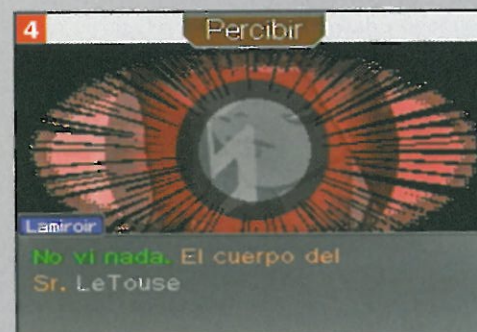 4
Percibir
Lamiroir
No vi nada. El cuerpo del
Sr. LeTouse